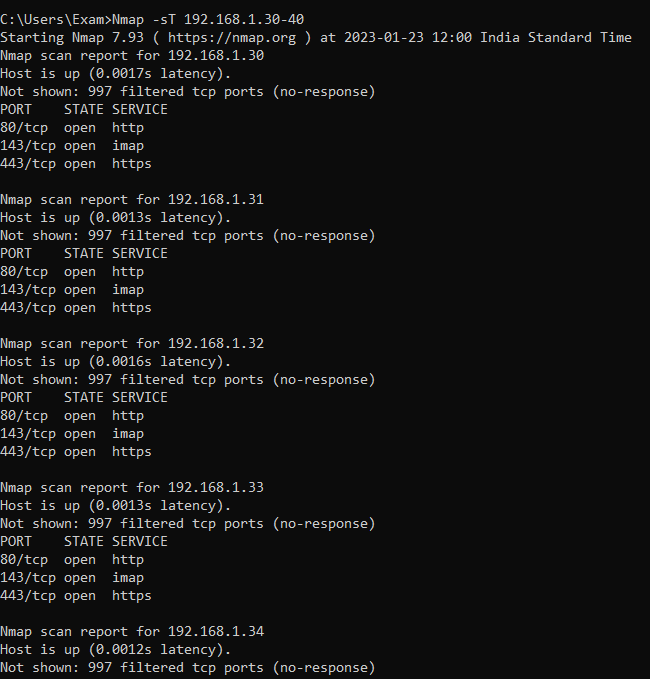 C:\Users\Exam>Nmap -sT 192.168.1.30-40
Starting Nmap 7.93 ( https://nmap.org ) at 2023-01-23 12:00 India Standard Time
Nmap scan report for 192.168.1.30
Host is up (0.0017s latency).
Not shown: 997 filtered tcp ports (no-response)
PORT    STATE SERVICE
80/tcp  open  http
143/tcp open  imap
443/tcp open  https

Nmap scan report for 192.168.1.31
Host is up (0.0013s latency).
Not shown: 997 filtered tcp ports (no-response)
PORT    STATE SERVICE
80/tcp  open  http
143/tcp open  imap
443/tcp open  https

Nmap scan report for 192.168.1.32
Host is up (0.0016s latency).
Not shown: 997 filtered tcp ports (no-response)
PORT    STATE SERVICE
80/tcp  open  http
143/tcp open  imap
443/tcp open  https

Nmap scan report for 192.168.1.33
Host is up (0.0013s latency).
Not shown: 997 filtered tcp ports (no-response)
PORT    STATE SERVICE
80/tcp  open  http
143/tcp open  imap
443/tcp open  https

Nmap scan report for 192.168.1.34
Host is up (0.0012s latency).
Not shown: 997 filtered tcp ports (no-response)